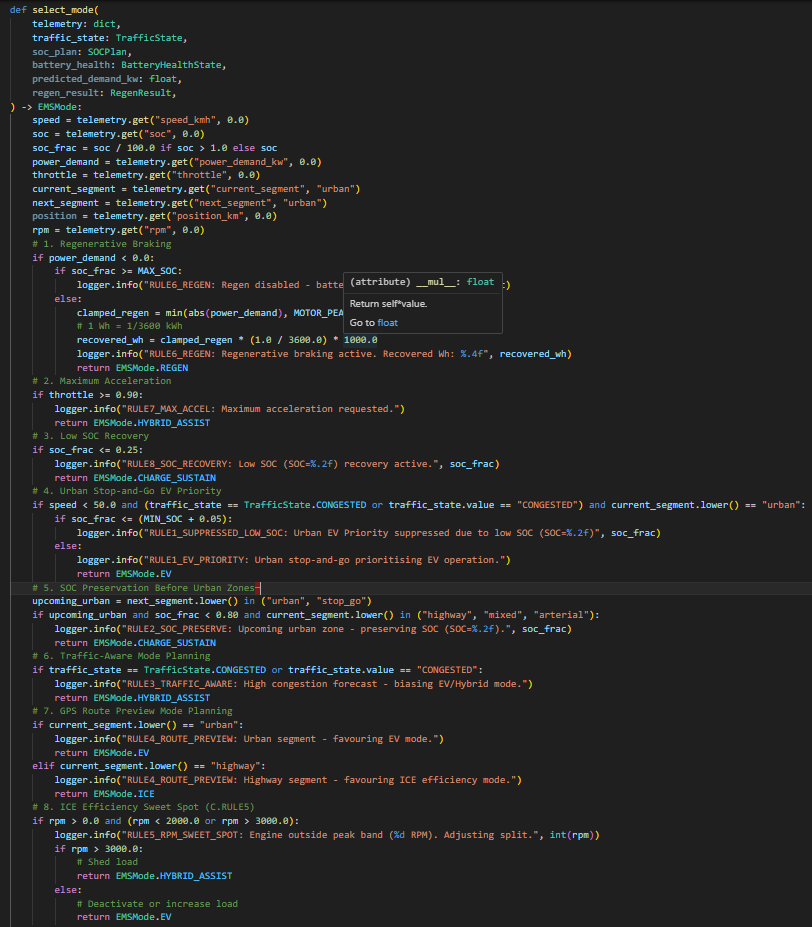 def select_mode(
    telemetry: dict,
    traffic_state: TrafficState,
    soc_plan: SOCPlan,
    battery_health: BatteryHealthState,
    predicted_demand_kw: float,
    regen_result: RegenResult,
) -> EMSMode:
    speed = telemetry.get("speed_kmh", 0.0)
    soc = telemetry.get("soc", 0.0)
    soc_frac = soc / 100.0 if soc > 1.0 else soc
    power_demand = telemetry.get("power_demand_kw", 0.0)
    throttle = telemetry.get("throttle", 0.0)
    current_segment = telemetry.get("current_segment", "urban")
    next_segment = telemetry.get("next_segment", "urban")
    position = telemetry.get("position_km", 0.0)
    rpm = telemetry.get("rpm", 0.0)
    # 1. Regenerative Braking
    if power_demand < 0.0:
        if soc_frac >= MAX_SOC:
            logger.info("RULE6_REGEN: Regen disabled - batte
(attribute) __mul__: float
Return self*value.
Go to float
        else:
            clamped_regen = min(abs(power_demand), MOTOR_PEA
            # 1 Wh = 1/3600 kWh
            recovered_wh = clamped_regen * (1.0 / 3600.0) * 1000.0
            logger.info("RULE6_REGEN: Regenerative braking active. Recovered Wh: %.4f", recovered_wh)
            return EMSMode.REGEN
    # 2. Maximum Acceleration
    if throttle >= 0.90:
        logger.info("RULE7_MAX_ACCEL: Maximum acceleration requested.")
        return EMSMode.HYBRID_ASSIST
    # 3. Low SOC Recovery
    if soc_frac <= 0.25:
        logger.info("RULE8_SOC_RECOVERY: Low SOC (SOC=%.2f) recovery active.", soc_frac)
        return EMSMode.CHARGE_SUSTAIN
    # 4. Urban Stop-and-Go EV Priority
    if speed < 50.0 and (traffic_state == TrafficState.CONGESTED or traffic_state.value == "CONGESTED") and current_segment.lower() == "urban":
        if soc_frac <= (MIN_SOC + 0.05):
            logger.info("RULE1_SUPPRESSED_LOW_SOC: Urban EV Priority suppressed due to low SOC (SOC=%.2f)", soc_frac)
        else:
            logger.info("RULE1_EV_PRIORITY: Urban stop-and-go prioritising EV operation.")
            return EMSMode.EV
    # 5. SOC Preservation Before Urban Zones
    upcoming_urban = next_segment.lower() in ("urban", "stop_go")
    if upcoming_urban and soc_frac < 0.80 and current_segment.lower() in ("highway", "mixed", "arterial"):
        logger.info("RULE2_SOC_PRESERVE: Upcoming urban zone - preserving SOC (SOC=%.2f).", soc_frac)
        return EMSMode.CHARGE_SUSTAIN
    # 6. Traffic-Aware Mode Planning
    if traffic_state == TrafficState.CONGESTED or traffic_state.value == "CONGESTED":
        logger.info("RULE3_TRAFFIC_AWARE: High congestion forecast - biasing EV/Hybrid mode.")
        return EMSMode.HYBRID_ASSIST
    # 7. GPS Route Preview Mode Planning
    if current_segment.lower() == "urban":
        logger.info("RULE4_ROUTE_PREVIEW: Urban segment - favouring EV mode.")
        return EMSMode.EV
    elif current_segment.lower() == "highway":
        logger.info("RULE4_ROUTE_PREVIEW: Highway segment - favouring ICE efficiency mode.")
        return EMSMode.ICE
    # 8. ICE Efficiency Sweet Spot (C.RULE5)
    if rpm > 0.0 and (rpm < 2000.0 or rpm > 3000.0):
        logger.info("RULE5_RPM_SWEET_SPOT: Engine outside peak band (%d RPM). Adjusting split.", int(rpm))
        if rpm > 3000.0:
            # Shed load
            return EMSMode.HYBRID_ASSIST
        else:
            # Deactivate or increase load
            return EMSMode.EV